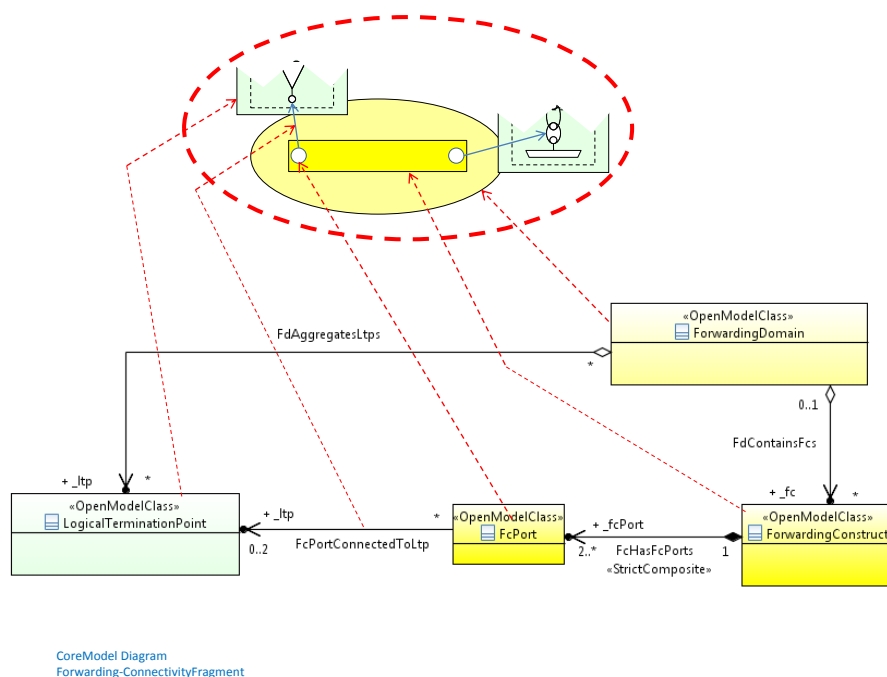 «OpenModelClass»
ForwardingDomain
FdAggregatesLtps
*
0..1
FdContainsFcs
+ _ltp
*
+ _fc
*
«OpenModelClass»
LogicalTerminationPoint
+ _ltp
*
0..2
FcPortConnectedToLtp
«OpenModelClass»
FcPort
+ _fcPort
2..*
FcHasFcPorts
1
«StrictComposite»
«OpenModelClass»
ForwardingConstruct
CoreModel Diagram
Forwarding-ConnectivityFragment